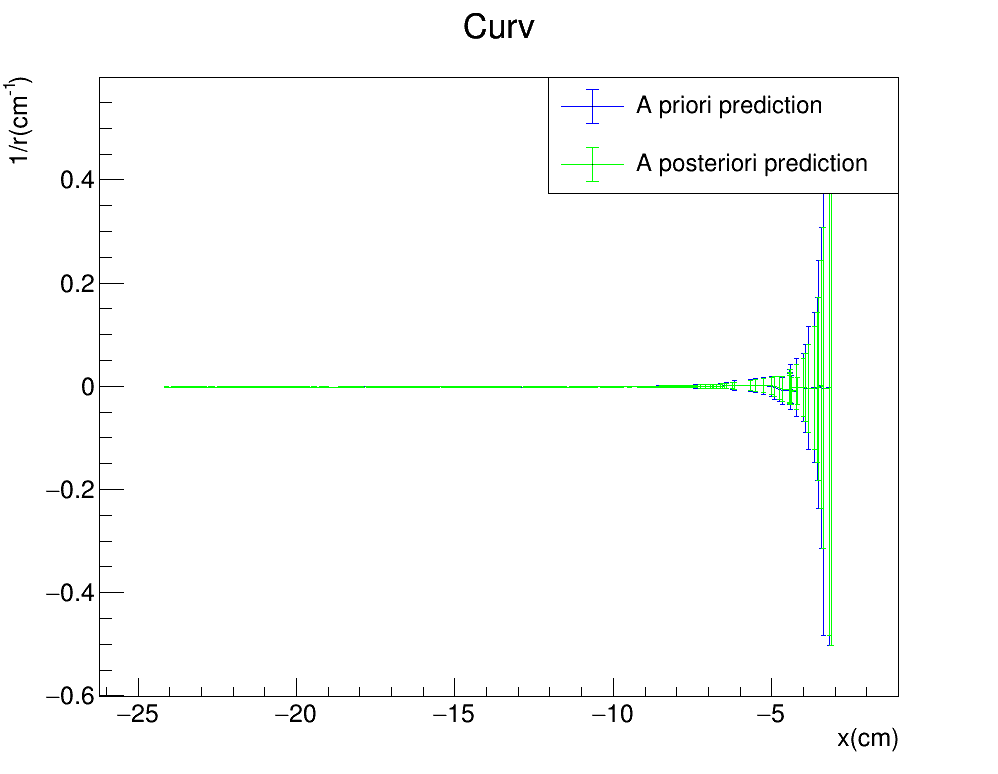 Curv
1/r(cm-1)
A priori prediction
A posteriori prediction
0.4
0.2
0
−0.2
−0.4
−0.6
−25
−20
−15
−10
−5
x(cm)